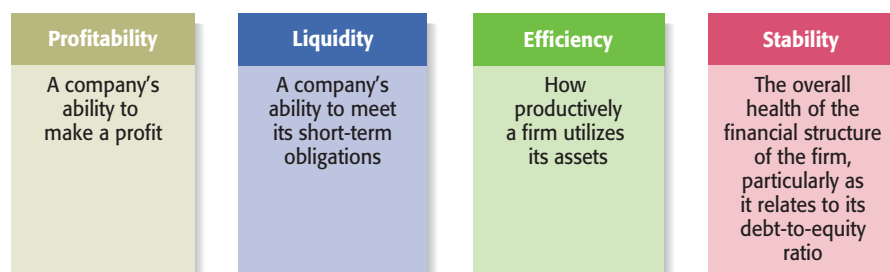 Profitability
A company's
ability to
make a profit
Liquidity
A company's
ability to meet
its short-term
obligations
Efficiency
How
productively
a firm utilizes
its assets
Stability
The overall
health of the
financial structure
of the firm,
particularly as
it relates to its
debt-to-equity
ratio